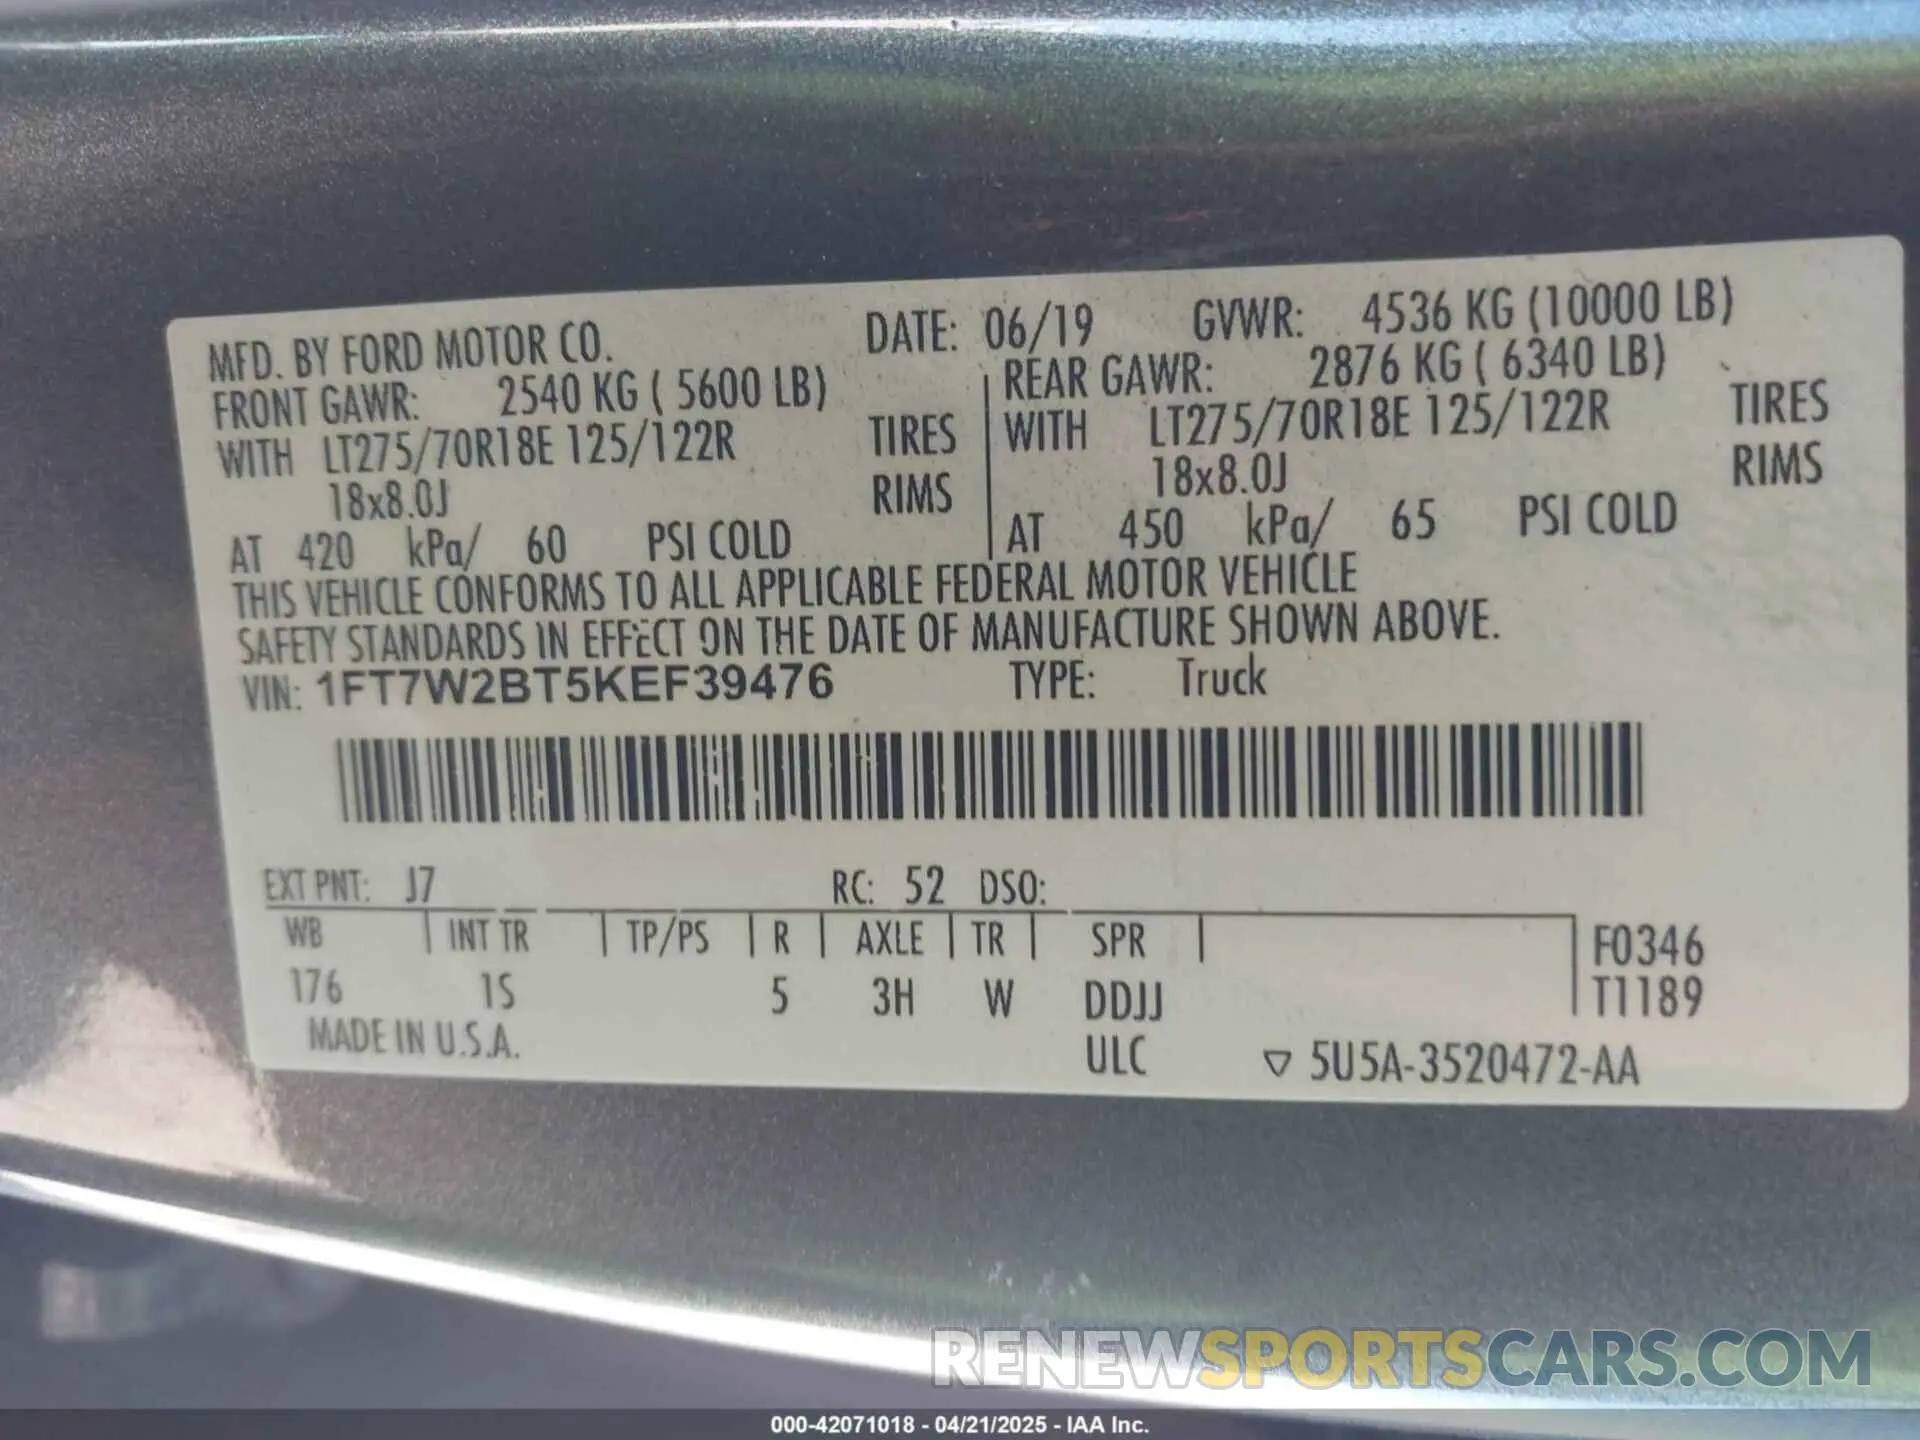 MFD. BY FORD MOTOR CO. DATE: 06/19 GVWR: 4536 KG (10000 LB)
FRONT GAWR: 2540 KG ( 5600 LB) REAR GAWR: 2876 KG ( 6340 LB)
WITH LT275/70R18E 125/122R TIRES WITH LT275/70R18E 125/122R TIRES
18x8.0J RIMS 18x8.0J RIMS
AT 420 kPa/ 60 PSI COLD AT 450 kPa/ 65 PSI COLD
THIS VEHICLE CONFORMS TO ALL APPLICABLE FEDERAL MOTOR VEHICLE
SAFETY STANDARDS IN EFFECT ON THE DATE OF MANUFACTURE SHOWN ABOVE.
VIN: 1FT7W2BT5KEF39476 TYPE: Truck
EXT PNT: J7 RC: 52 DSO:
WB INT TR TP/PS R AXLE TR SPR F0346
176 1S 5 3H W DDJJ T1189
MADE IN U.S.A. ULC ▽ 5U5A-3520472-AA
RENEWSPORTSCARS.COM
000-42071018 - 04/21/2025 - IAA Inc.